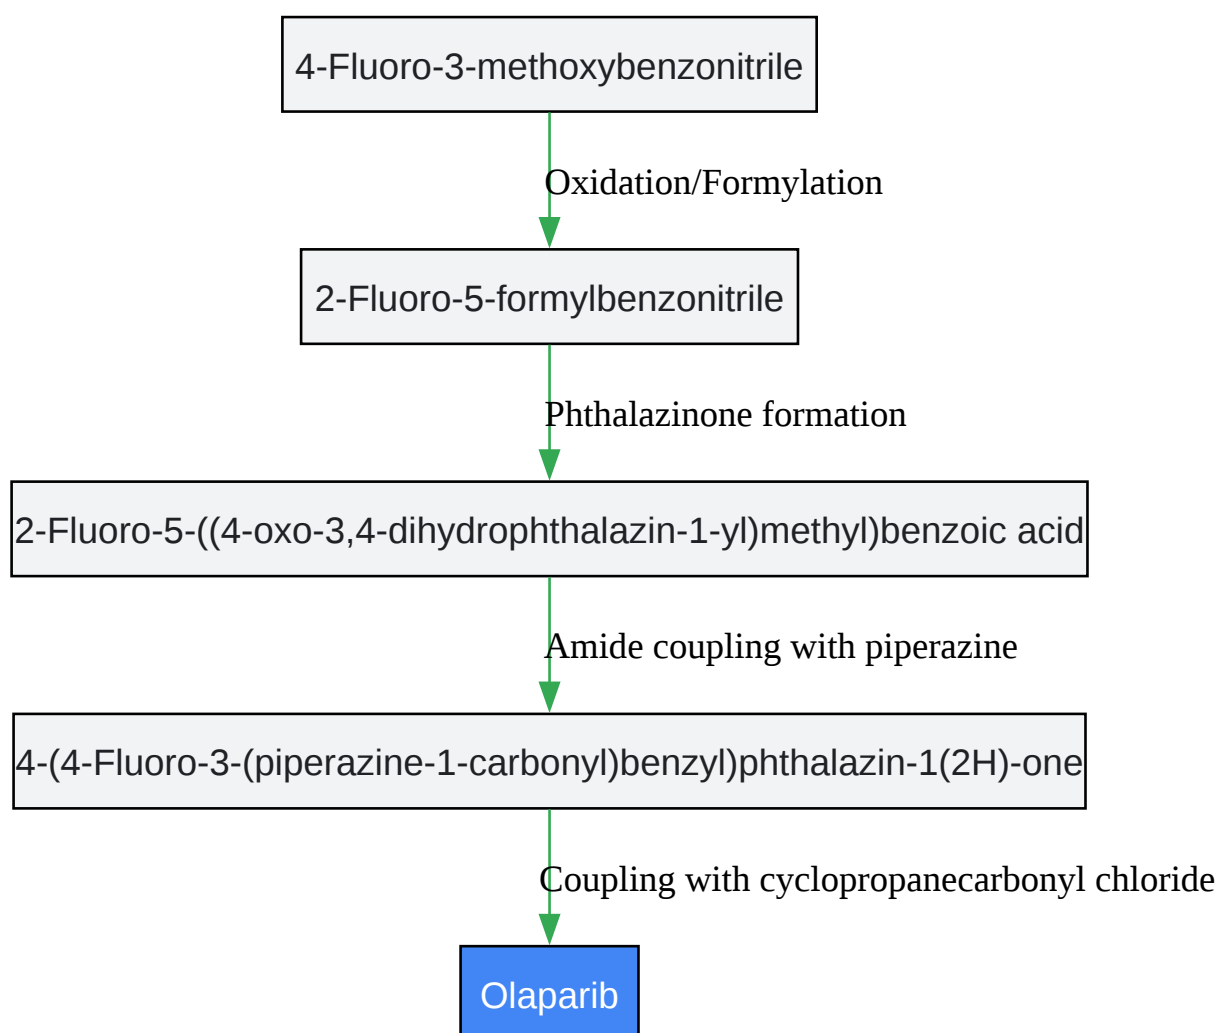 4-Fluoro-3-methoxybenzonitrile
Oxidation/Formylation
2-Fluoro-5-formylbenzonitrile
Phthalazinone formation
2-Fluoro-5-((4-oxo-3,4-dihydrophthalazin-1-yl)methyl)benzoic acid
Amide coupling with piperazine
4-(4-Fluoro-3-(piperazine-1-carbonyl)benzyl)phthalazin-1(2H)-one
Coupling with cyclopropanecarbonyl chloride
Olaparib